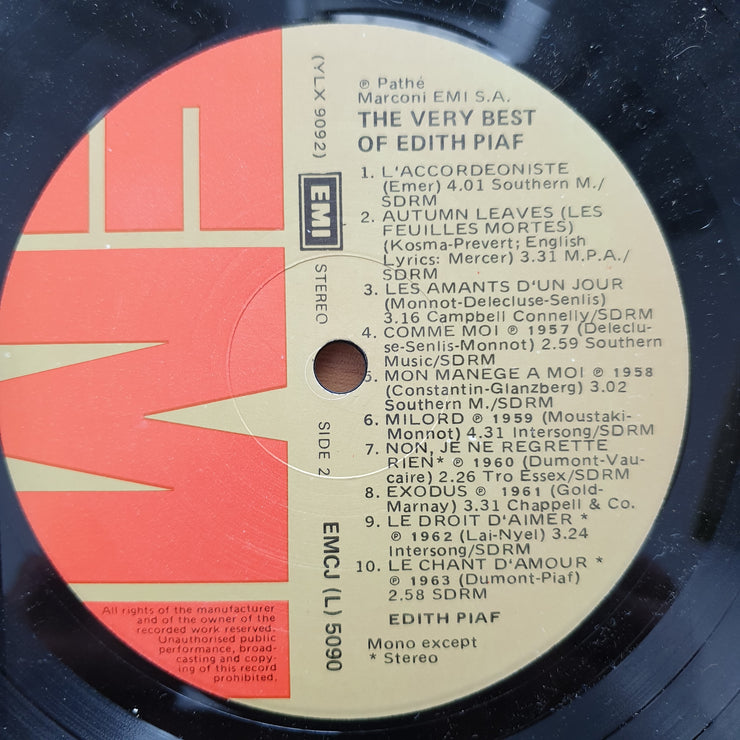 ℗ Pathé
Marconi EMI S.A.
THE VERY BEST
OF EDITH PIAF
1. L'ACCORDEONISTE
(Emer) 4.01 Southern M./
SDRM
2. AUTUMN LEAVES (LES
FEUILLES MORTES)
(Kosma-Prevert; English
Lyrics: Mercer) 3.31 M.P.A./
SDRM
3. LES AMANTS D'UN JOUR
(Monnot-Delecluse-Senlis)
3.16 Campbell Connelly/SDRM
4. COMME MOI ℗ 1957 (Deleclu-
se-Senlis-Monnot) 2.59 Southern
Music/SDRM
5. MON MANEGE A MOI ℗ 1958
(Constantin-Glanzberg) 3.02
Southern M./SDRM
6. MILORD ℗ 1959 (Moustaki-
Monnot) 4.31 Intersong/SDRM
7. NON, JE NE REGRETTE
RIEN* ℗ 1960 (Dumont-Vau-
caire) 2.26 Tro Essex/SDRM
8. EXODUS ℗ 1961 (Gold-
Marnay) 3.31 Chappell & Co.
9. LE DROIT D'AIMER *
℗ 1962 (Lai-Nyel) 3.24
Intersong/SDRM
10. LE CHANT D'AMOUR *
℗ 1963 (Dumont-Piaf)
2.58 SDRM
EDITH PIAF
Mono except
* Stereo
(YLX 9092)
EMI
STEREO
SIDE 2
EMCJ (L) 5090
EMI
All rights of the manufacturer
and of the owner of the
recorded work reserved.
Unauthorised public
performance, broad-
casting and copy-
ing of this record
prohibited.